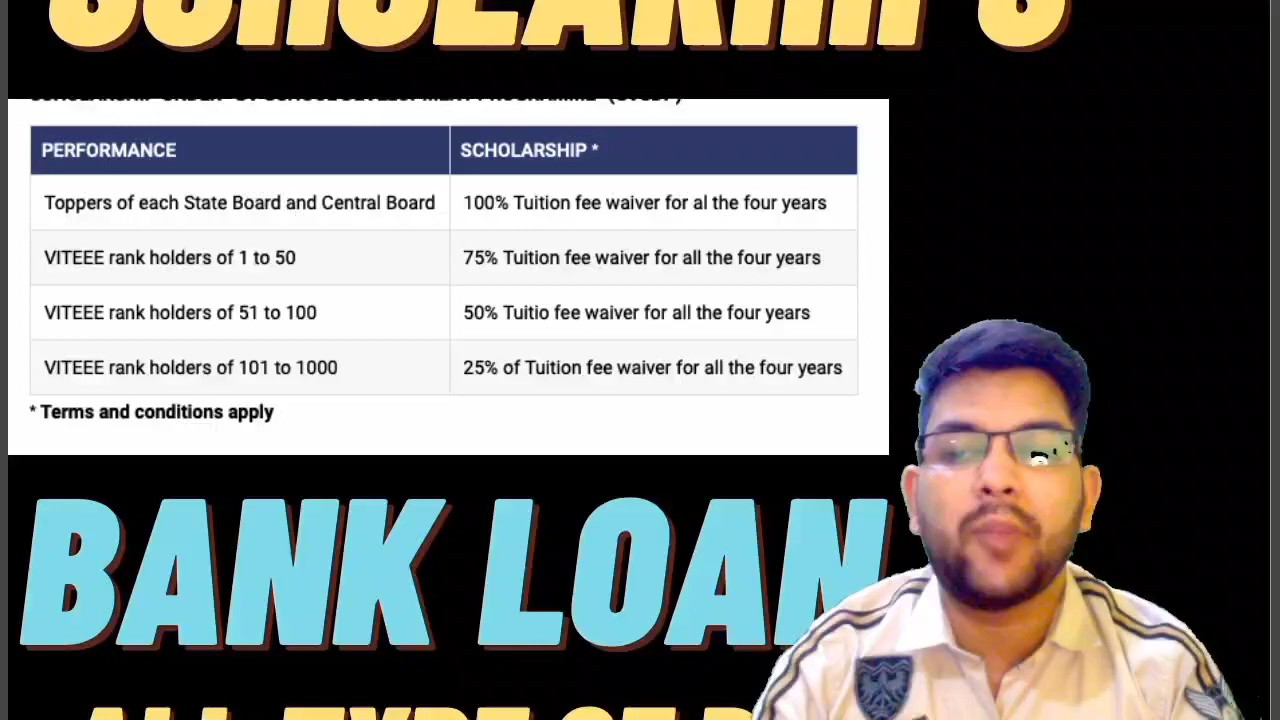 PERFORMANCE SCHOLARSHIP *
Toppers of each State Board and Central Board 100% Tuition fee waiver for al the four years
VITEEE rank holders of 1 to 50 75% Tuition fee waiver for all the four years
VITEEE rank holders of 51 to 100 50% Tuitio fee waiver for all the four years
VITEEE rank holders of 101 to 1000 25% of Tuition fee waiver for all the four years
* Terms and conditions apply
BANK LOAN